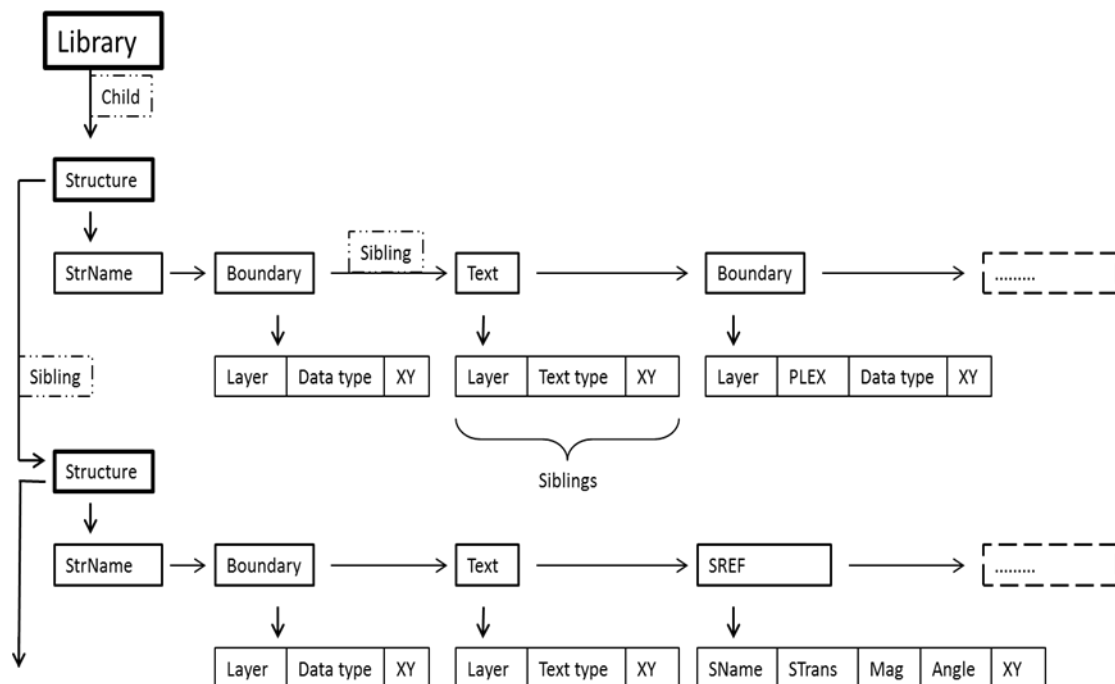 Library
Child
Structure
StrName
Boundary
Sibling
Text
Boundary
.........
Layer
Data type
XY
Layer
Text type
XY
Layer
PLEX
Data type
XY
Sibling
Siblings
Structure
StrName
Boundary
Text
SREF
.........
Layer
Data type
XY
Layer
Text type
XY
SName
STrans
Mag
Angle
XY